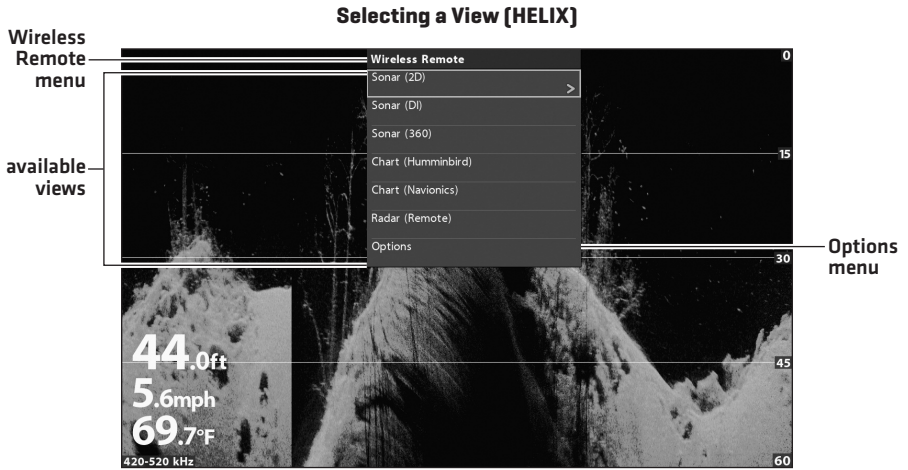 Selecting a View (HELIX)
Wireless
Remote
menu
available
views
Wireless Remote
Sonar (2D)
>
Sonar (DI)
Sonar (360)
Chart (Humminbird)
Chart (Navionics)
Radar (Remote)
Options
Options
menu
0
15
30
45
60
44.0ft
5.6mph
69.7°F
420-520 kHz